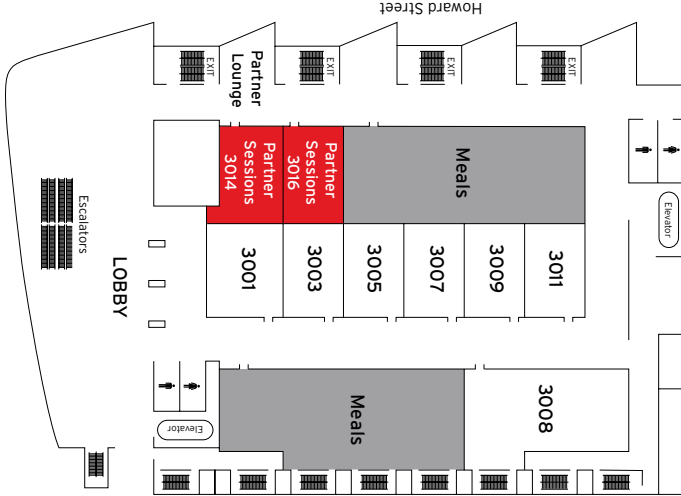 Howard Street
EXIT
EXIT
EXIT
EXIT
Partner
Lounge
Partner
Sessions
3014
Partner
Sessions
3016
Meals
Elevator
Escalators
LOBBY
3001
3003
3005
3007
3009
3011
Elevator
Meals
3008